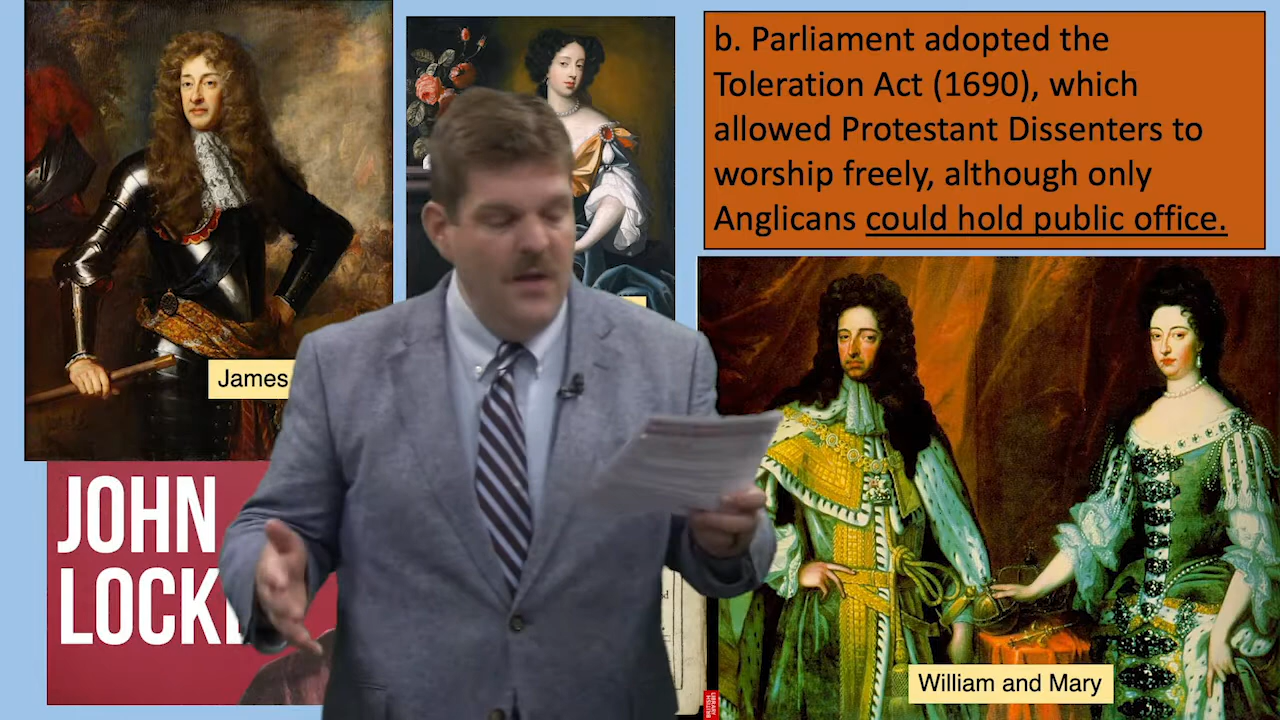 b. Parliament adopted the
Toleration Act (1690), which
allowed Protestant Dissenters to
worship freely, although only
Anglicans could hold public office.
James
JOHN
LOCK
William and Mary